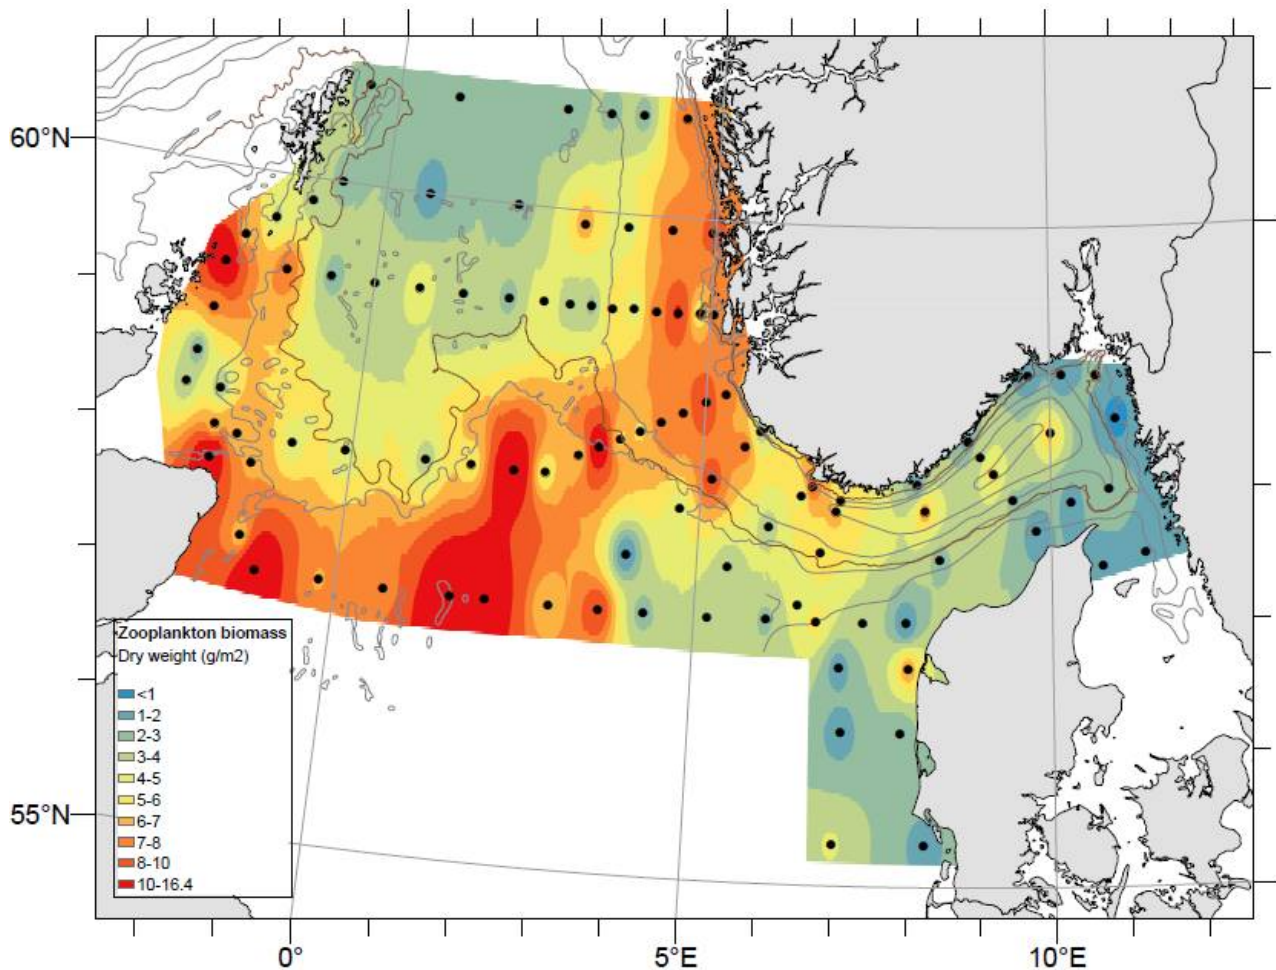 60°N
Zooplankton biomass
Dry weight (g/m2)
<1
1-2
2-3
3-4
4-5
5-6
6-7
7-8
8-10
10-16.4
55°N
0°
5°E
10°E